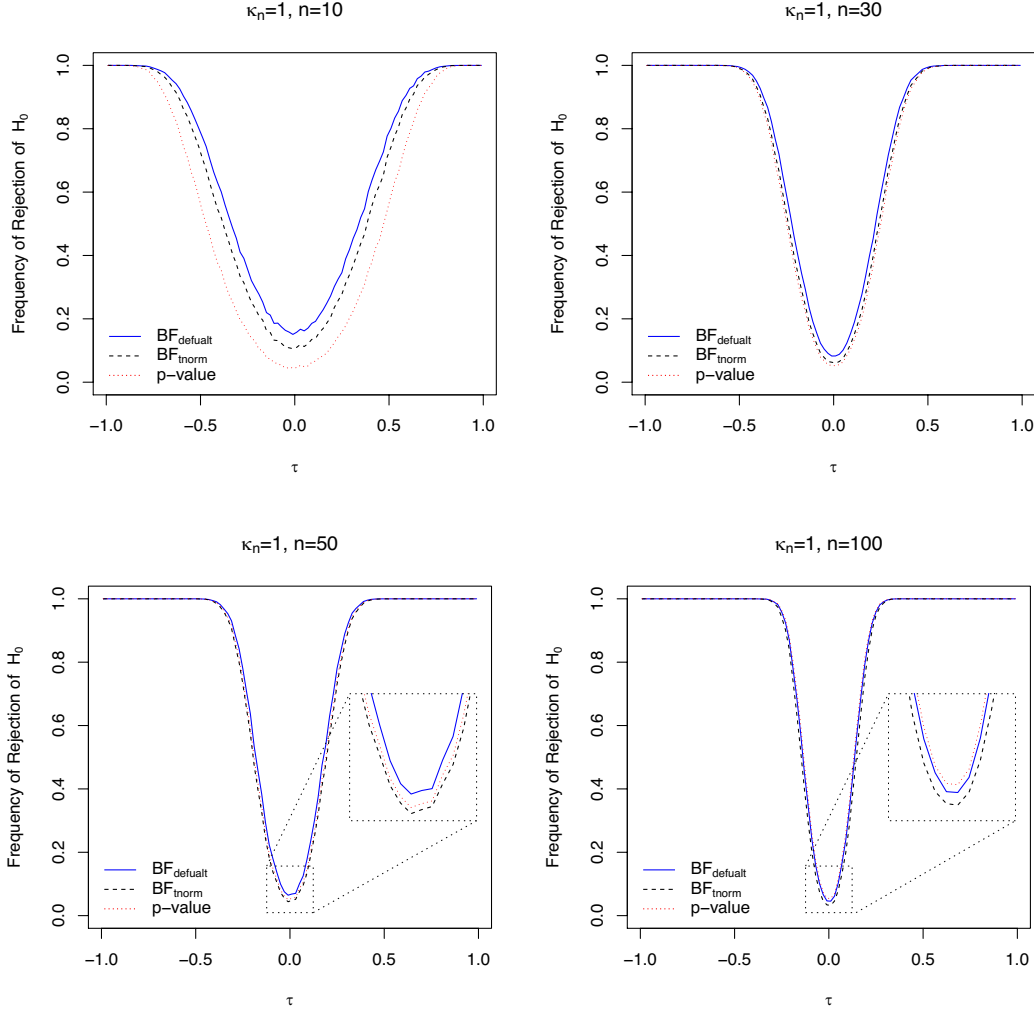 κn=1, n=10
Frequency of Rejection of H0
1.0
0.8
0.6
0.4
0.2
0.0
BFdefualt
BFtnorm
p−value
−1.0 −0.5 0.0 0.5 1.0
τ
κn=1, n=30
Frequency of Rejection of H0
1.0
0.8
0.6
0.4
0.2
0.0
BFdefualt
BFtnorm
p−value
−1.0 −0.5 0.0 0.5 1.0
τ
κn=1, n=50
Frequency of Rejection of H0
1.0
0.8
0.6
0.4
0.2
0.0
BFdefualt
BFtnorm
p−value
−1.0 −0.5 0.0 0.5 1.0
τ
κn=1, n=100
Frequency of Rejection of H0
1.0
0.8
0.6
0.4
0.2
0.0
BFdefualt
BFtnorm
p−value
−1.0 −0.5 0.0 0.5 1.0
τ